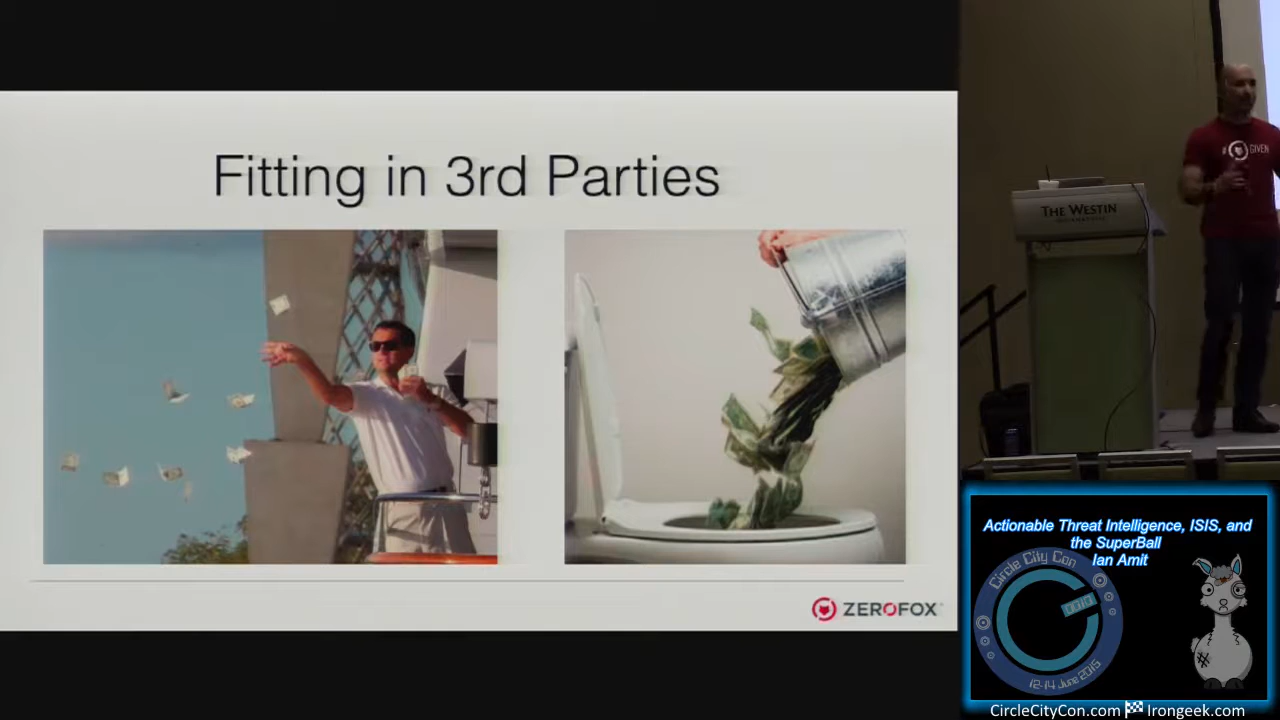 Fitting in 3rd Parties
ZEROFOX
# GIVEN
THE WESTIN
Actionable Threat Intelligence, ISIS, and
the SuperBall
Ian Amit
Circle City Con
12-14 June 2015
CircleCityCon.com Irongeek.com